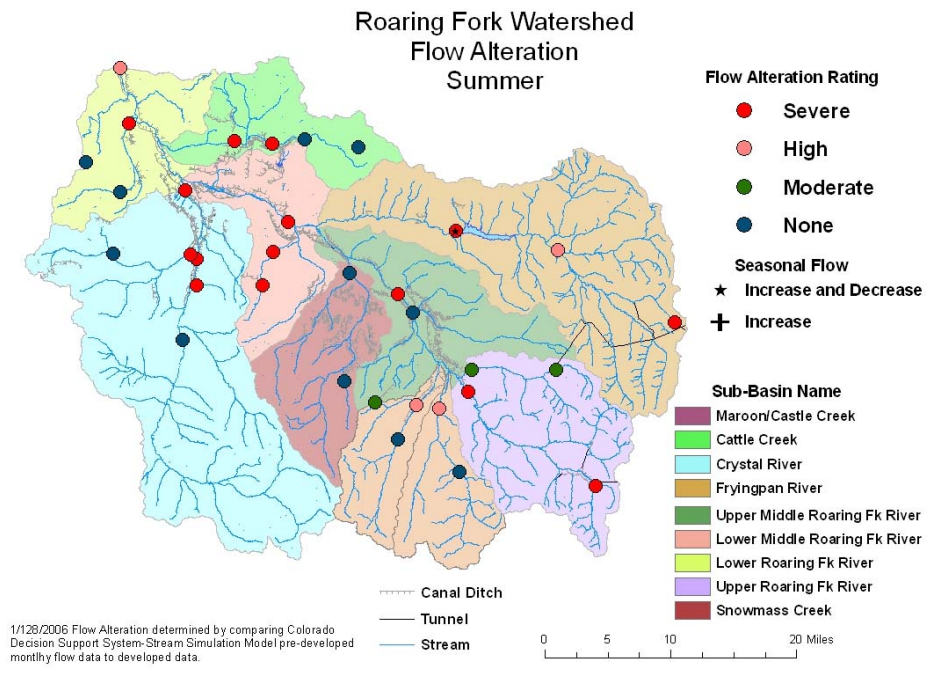 Roaring Fork Watershed
Flow Alteration
Summer
Flow Alteration Rating
Severe
High
Moderate
None
Seasonal Flow
Increase and Decrease
Increase
Sub-Basin Name
Maroon/Castle Creek
Cattle Creek
Crystal River
Fryingpan River
Upper Middle Roaring Fk River
Lower Middle Roaring Fk River
Lower Roaring Fk River
Upper Roaring Fk River
Snowmass Creek
Canal Ditch
Tunnel
Stream
1/128/2006 Flow Alteration determined by comparing Colorado
Decision Support System-Stream Simulation Model pre-developed
montlhy flow data to developed data.
0 5 10 20 Miles